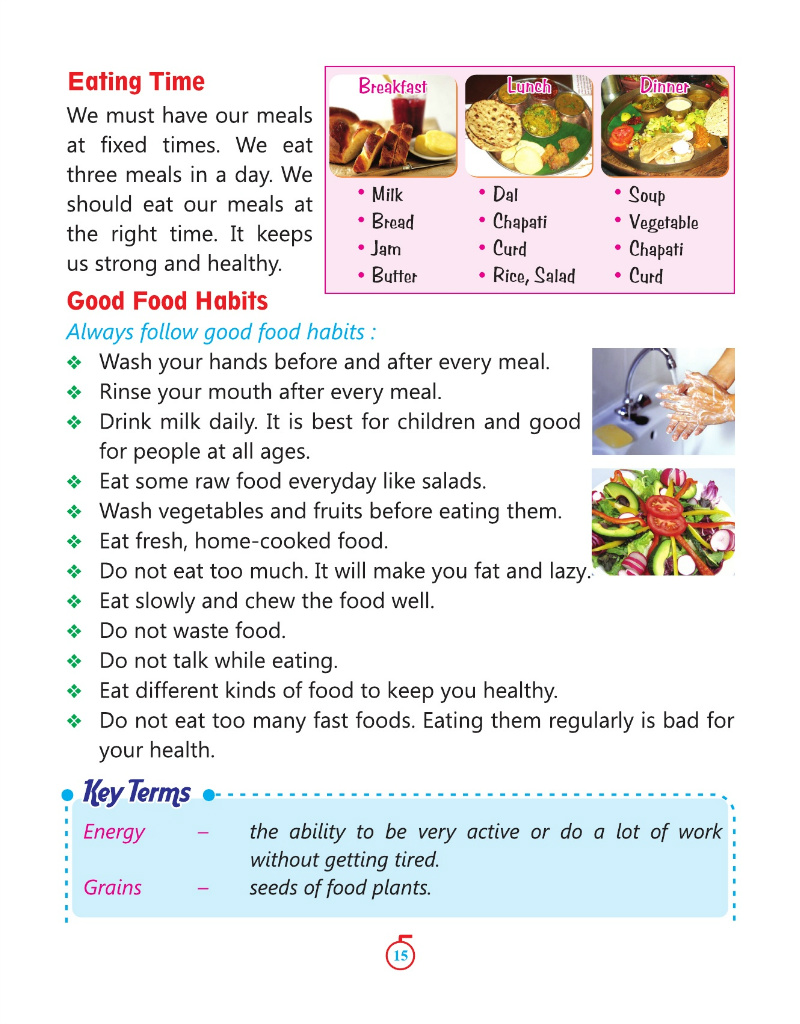 Eating Time
We must have our meals
at fixed times. We eat
three meals in a day. We
should eat our meals at
the right time. It keeps
us strong and healthy.
Breakfast
• Milk
• Bread
• Jam
• Butter
Lunch
• Dal
• Chapati
• Curd
• Rice, Salad
Dinner
• Soup
• Vegetable
• Chapati
• Curd
Good Food Habits
Always follow good food habits :
❖ Wash your hands before and after every meal.
❖ Rinse your mouth after every meal.
❖ Drink milk daily. It is best for children and good
for people at all ages.
❖ Eat some raw food everyday like salads.
❖ Wash vegetables and fruits before eating them.
❖ Eat fresh, home-cooked food.
❖ Do not eat too much. It will make you fat and lazy.
❖ Eat slowly and chew the food well.
❖ Do not waste food.
❖ Do not talk while eating.
❖ Eat different kinds of food to keep you healthy.
❖ Do not eat too many fast foods. Eating them regularly is bad for
your health.
Key Terms
Energy – the ability to be very active or do a lot of work
without getting tired.
Grains – seeds of food plants.
15